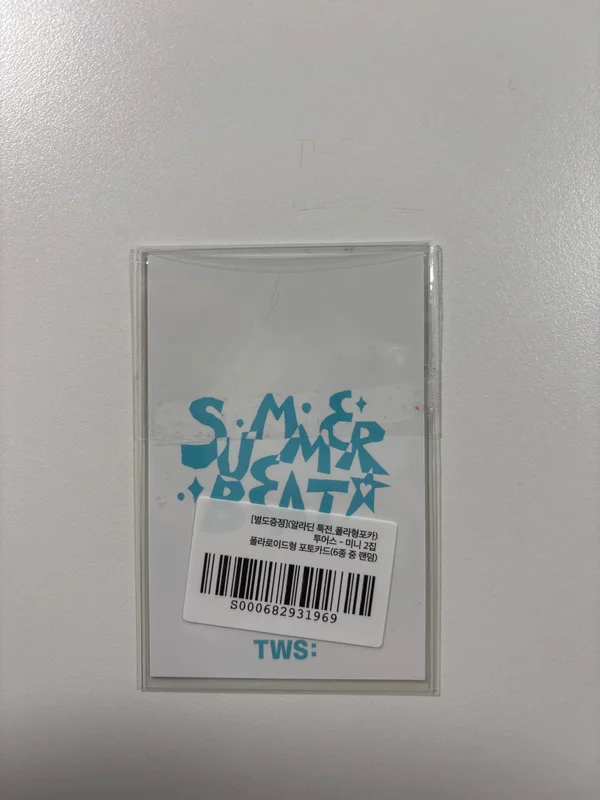 SUMMER
BEAT
[별도증정](알라딘 특전_폴라형포카)
투어스 - 미니 2집
폴라로이드형 포토카드(6종 중 랜덤)
S000682931969
TWS: